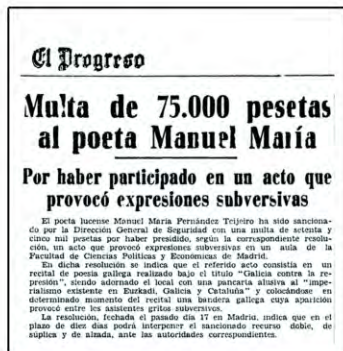 El Progreso
Multa de 75.000 pesetas
al poeta Manuel María
Por haber participado en un acto que
provocó expresiones subversivas
El poeta lucense Manuel María Fernández Teijeiro ha sido sanciona-
do por la Dirección General de Seguridad con una multa de setenta y
cinco mil pesetas por haber presidido, según la correspondiente resolu-
ción, un acto que provocó expresiones subversivas en un aula de la
Facultad de Ciencias Políticas y Económicas de Madrid.
En dicha resolución se indica que el referido acto consistía en un
recital de poesía gallega realizado bajo el título "Galicia contra la re-
presión", siendo adornado el local con una pancarta alusiva al "impe-
rialismo existente en Euzkadi, Galicia y Cataluña" y colocándose en
determinado momento del recital una bandera gallega cuya aparición
provocó entre los asistentes gritos subversivos.
La resolución, fechada el pasado día 17 en Madrid, indica que en el
plazo de diez días podrá interponer el sancionado recurso doble, de
súplica y de alzada, ante las autoridades correspondientes.